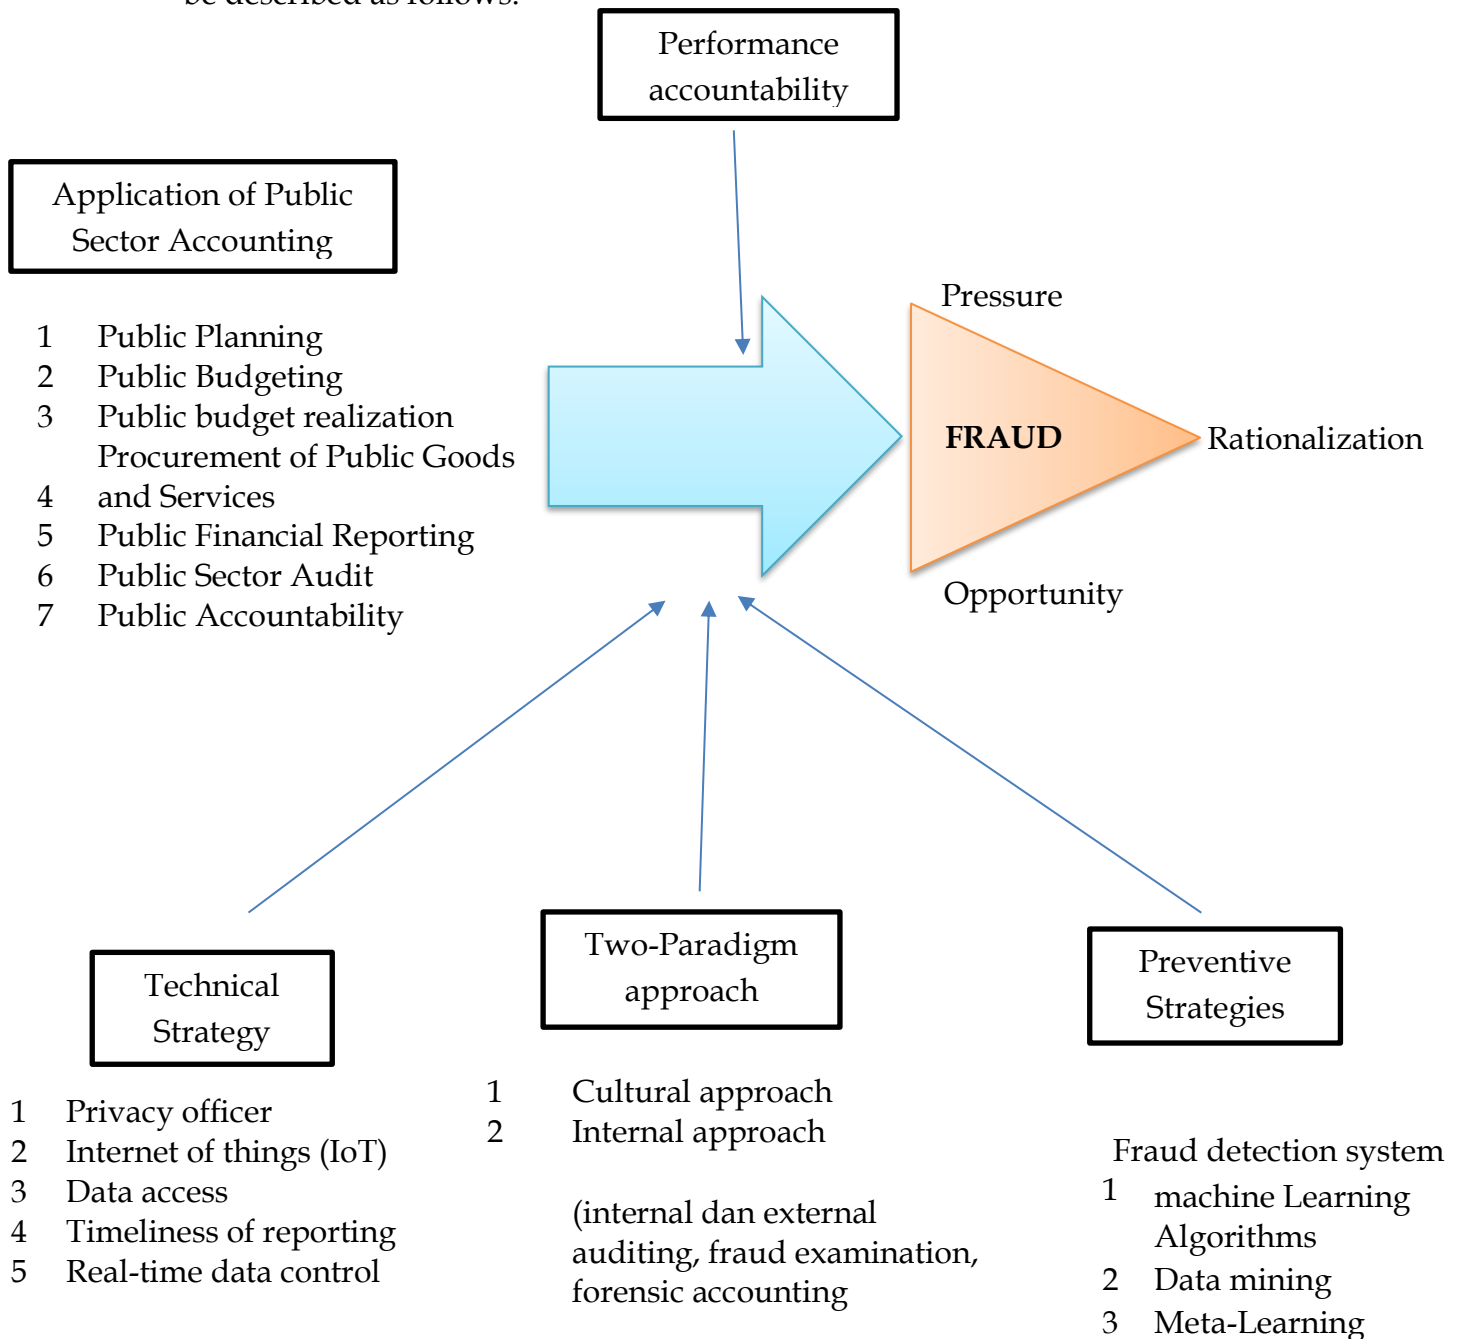 be described as follows:
Performance
accountability
Application of Public
Sector Accounting
1 Public Planning
2 Public Budgeting
3 Public budget realization
Procurement of Public Goods
4 and Services
5 Public Financial Reporting
6 Public Sector Audit
7 Public Accountability
Pressure
FRAUD
Rationalization
Opportunity
Technical
Strategy
1 Privacy officer
2 Internet of things (IoT)
3 Data access
4 Timeliness of reporting
5 Real-time data control
Two-Paradigm
approach
1 Cultural approach
2 Internal approach
(internal dan external
auditing, fraud examination,
forensic accounting
Preventive
Strategies
Fraud detection system
1 machine Learning
Algorithms
2 Data mining
3 Meta-Learning